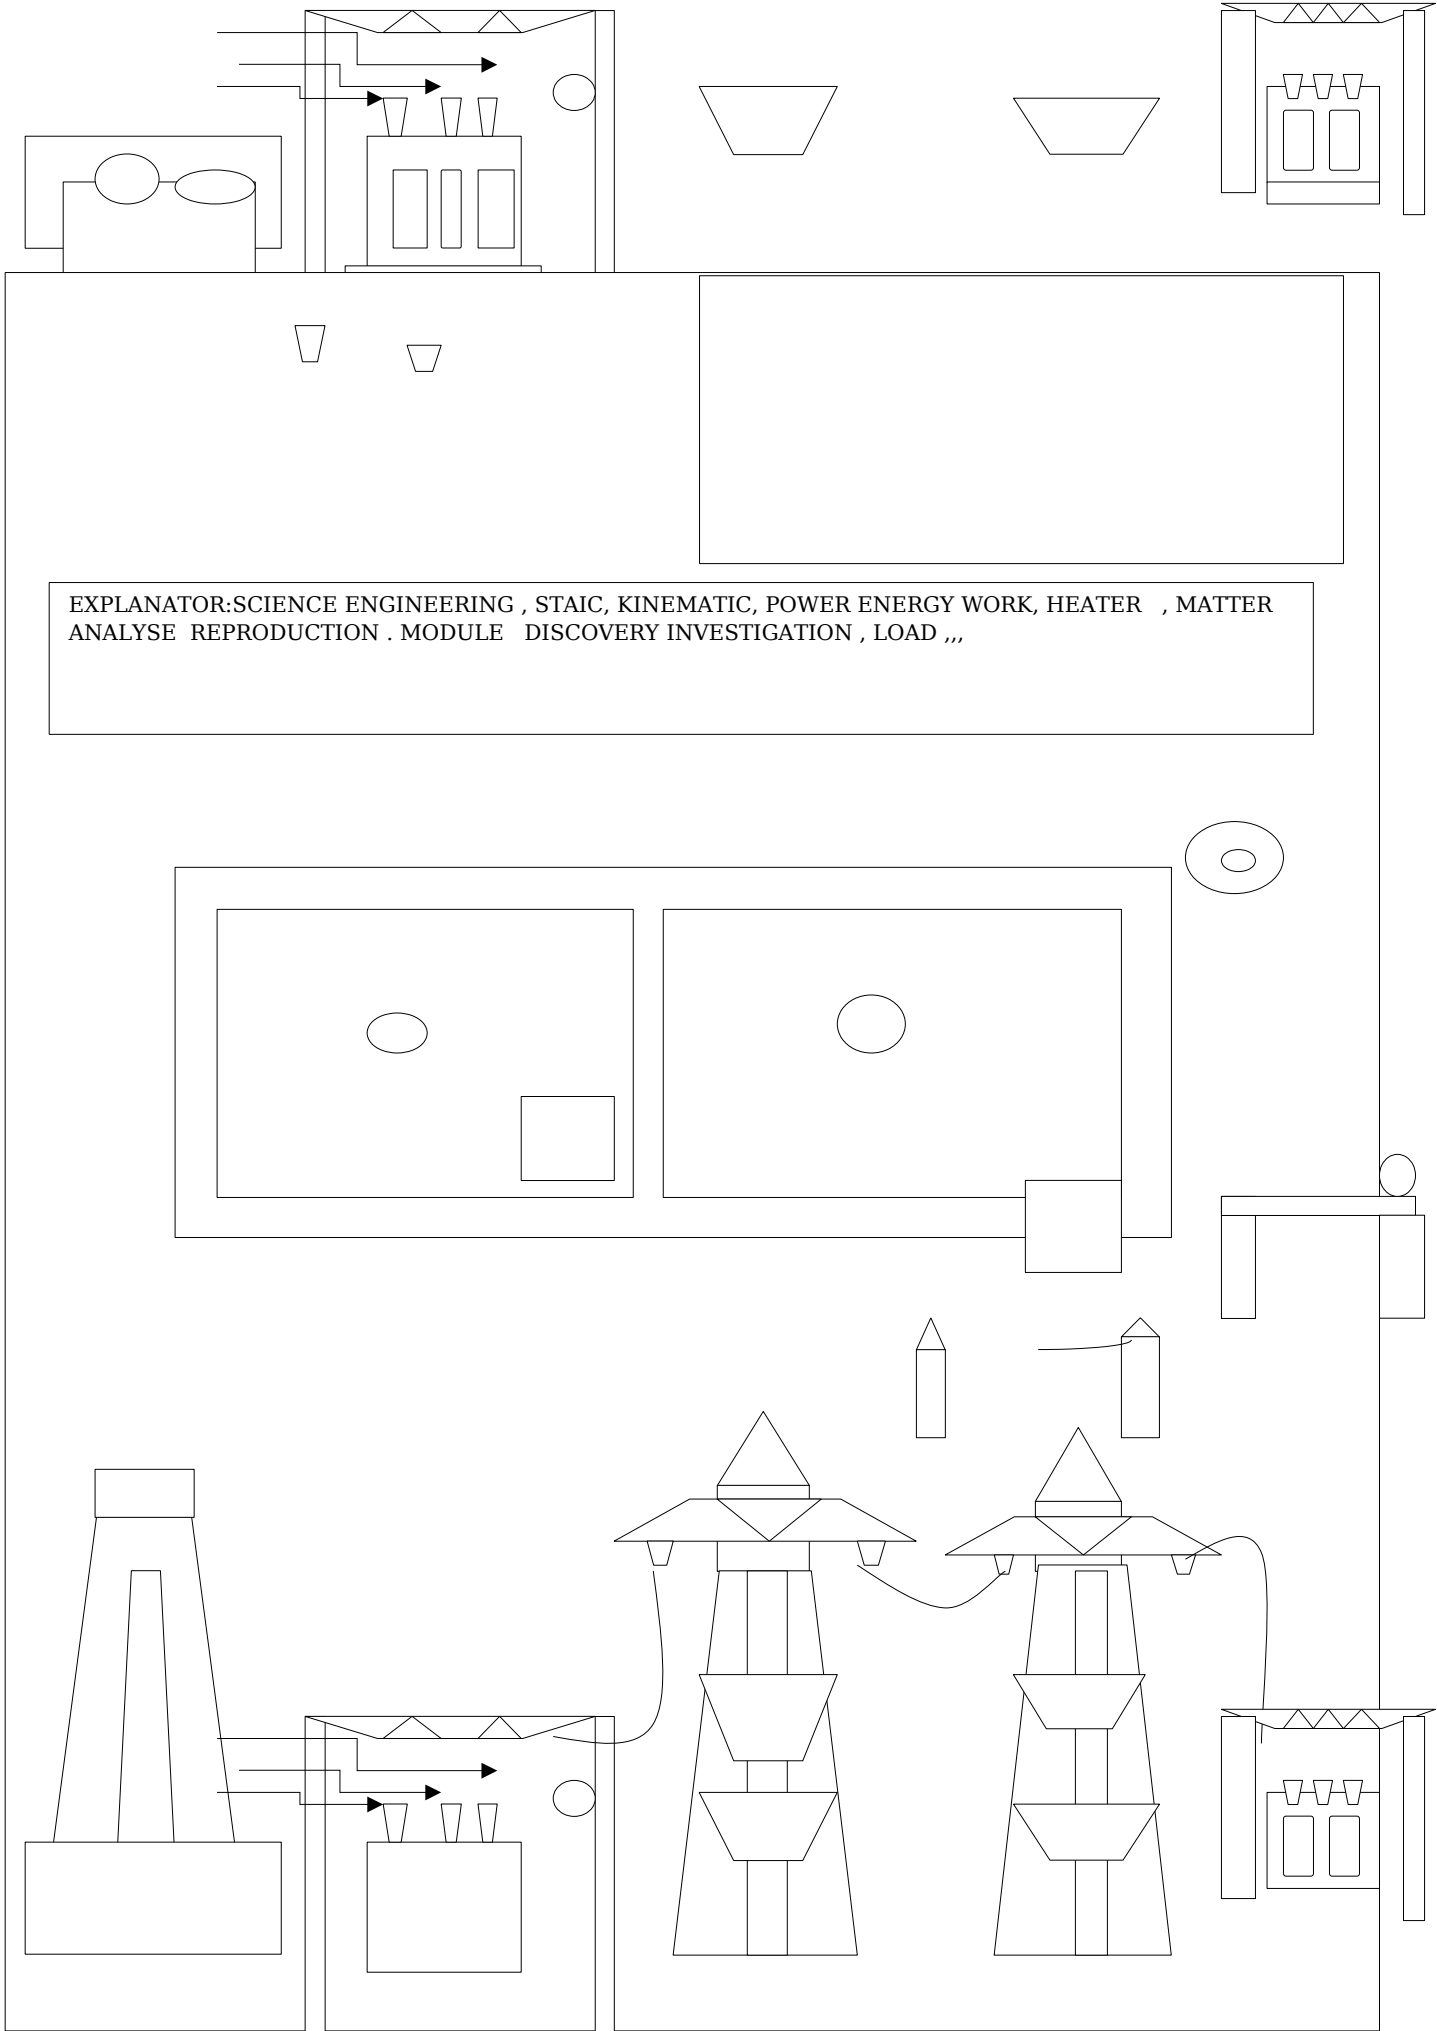 EXPLANATOR:SCIENCE ENGINEERING , STAIC, KINEMATIC, POWER ENERGY WORK, HEATER   , MATTER
ANALYSE  REPRODUCTION . MODULE   DISCOVERY INVESTIGATION , LOAD ,,,